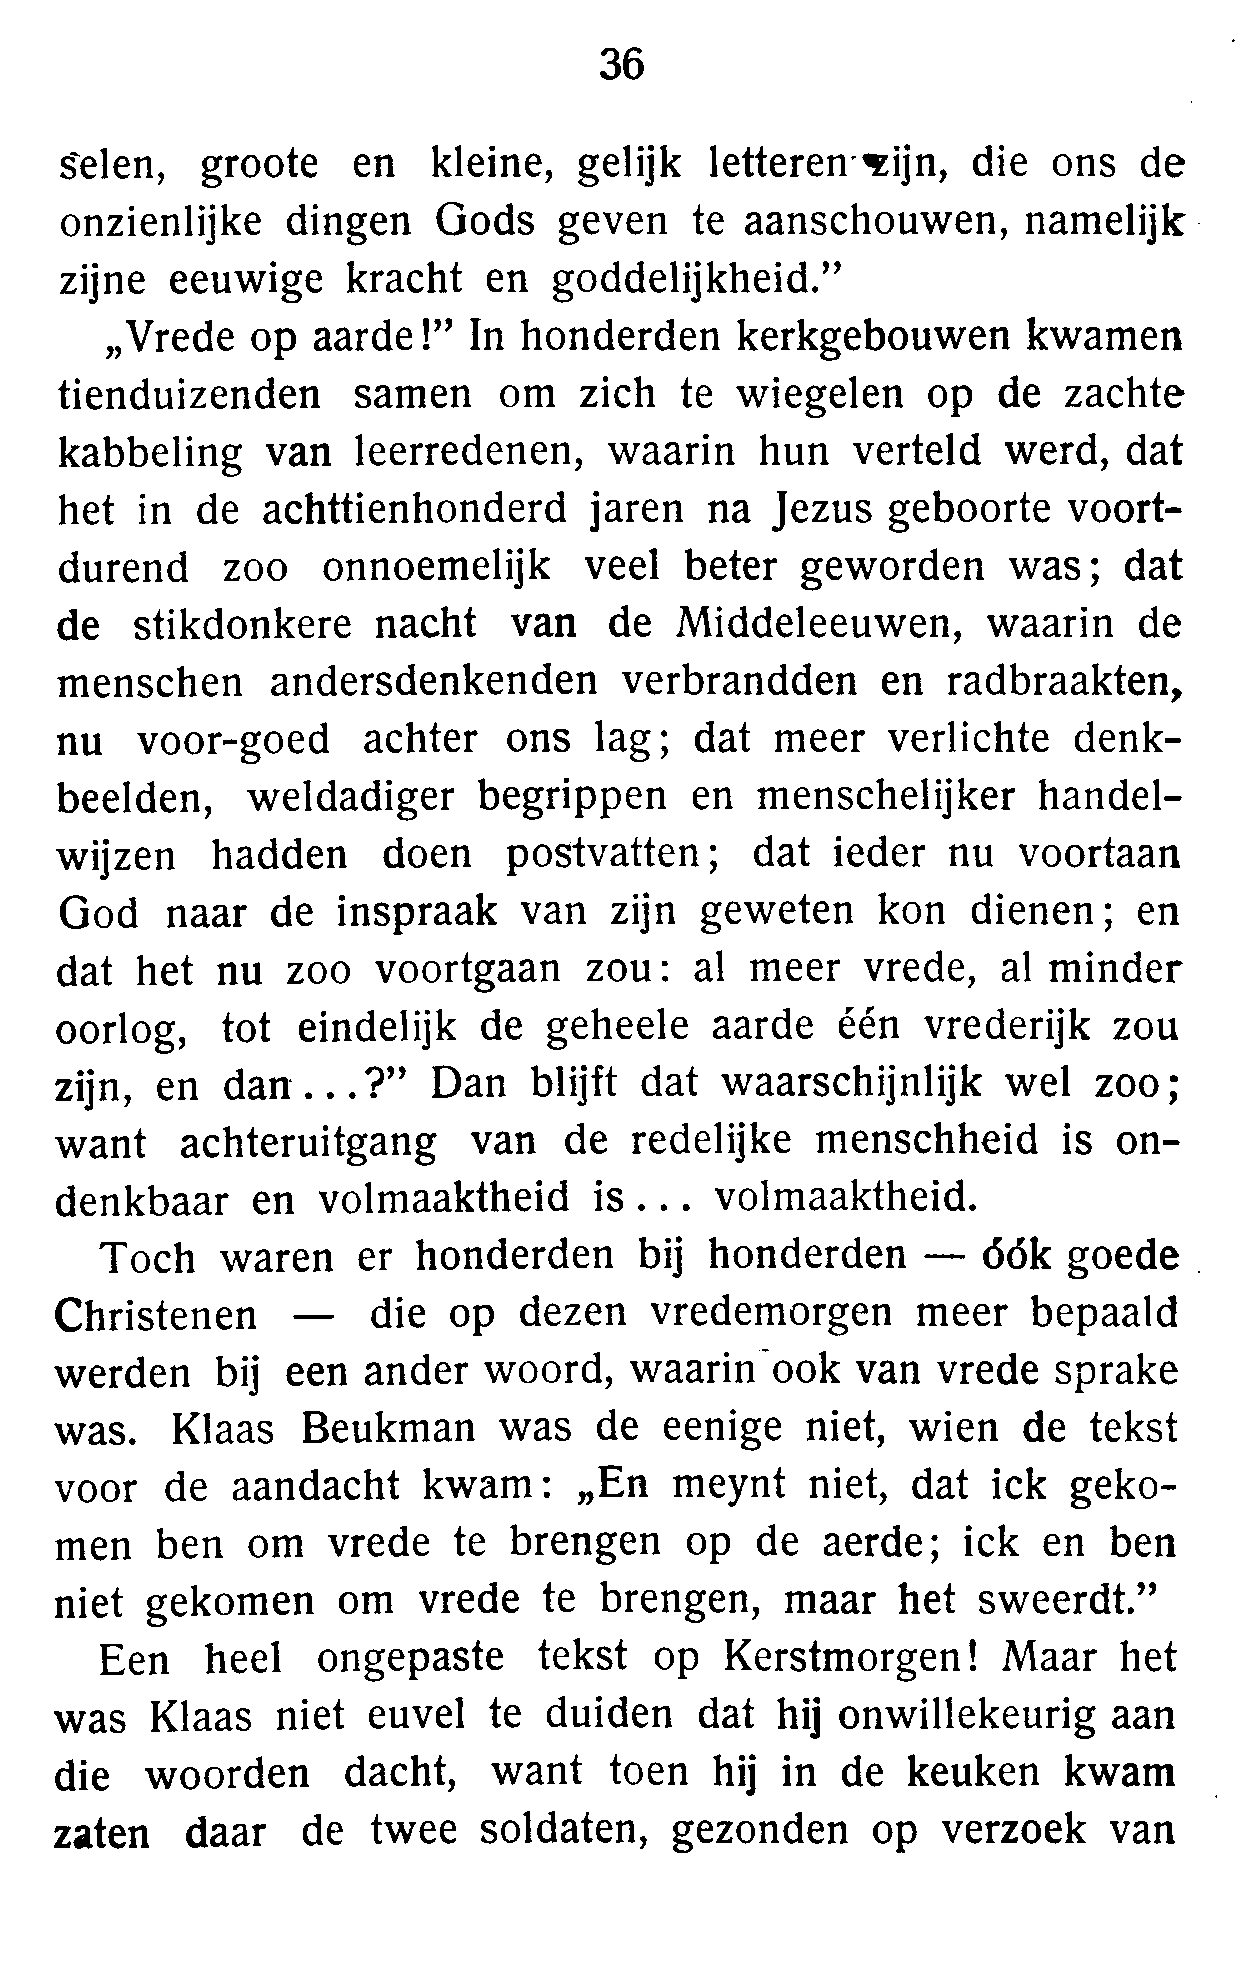 36
selen, groote en kleine, gelijk letteren zijn, die ons de
onzienlijke dingen Gods geven te aanschouwen, namelijk
zijne eeuwige kracht en goddelijkheid.”
„Vrede op aarde!” In honderden kerkgebouwen kwamen
tienduizenden samen om zich te wiegelen op de zachte
kabbeling van leerredenen, waarin hun verteld werd, dat
het in de achttienhonderd jaren na Jezus geboorte voort-
durend zoo onnoemelijk veel beter geworden was; dat
de stikdonkere nacht van de Middeleeuwen, waarin de
menschen andersdenkenden verbrandden en radbraakten,
nu voor-goed achter ons lag; dat meer verlichte denk-
beelden, weldadiger begrippen en menschelijker handel-
wijzen hadden doen postvatten; dat ieder nu voortaan
God naar de inspraak van zijn geweten kon dienen; en
dat het nu zoo voortgaan zou: al meer vrede, al minder
oorlog, tot eindelijk de geheele aarde één vrederijk zou
zijn, en dan...?” Dan blijft dat waarschijnlijk wel zoo;
want achteruitgang van de redelijke menschheid is on-
denkbaar en volmaaktheid is... volmaaktheid.
Toch waren er honderden bij honderden — óók goede
Christenen — die op dezen vredemorgen meer bepaald
werden bij een ander woord, waarin ook van vrede sprake
was. Klaas Beukman was de eenige niet, wien de tekst
voor de aandacht kwam: „En meynt niet, dat ick geko-
men ben om vrede te brengen op de aerde; ick en ben
niet gekomen om vrede te brengen, maar het sweerdt.”
Een heel ongepaste tekst op Kerstmorgen! Maar het
was Klaas niet euvel te duiden dat hij onwillekeurig aan
die woorden dacht, want toen hij in de keuken kwam
zaten daar de twee soldaten, gezonden op verzoek van